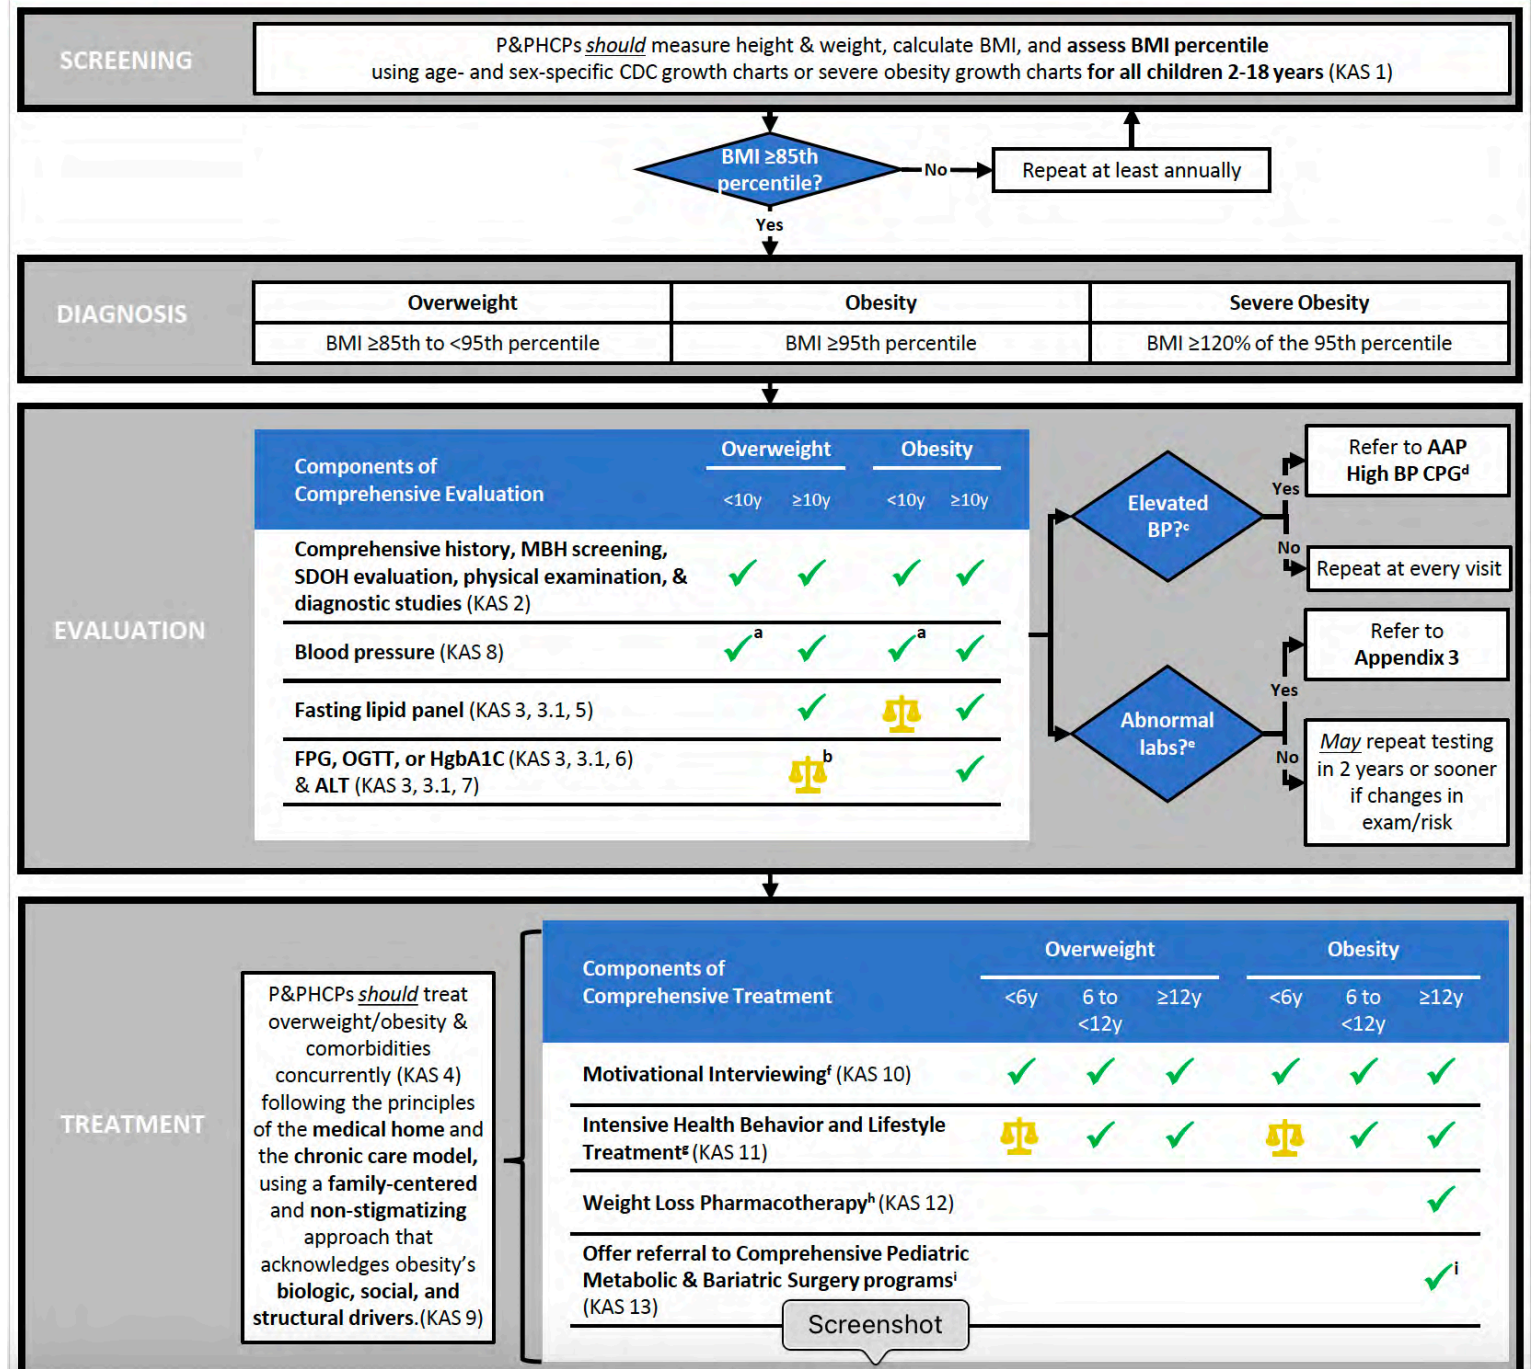 SCREENING
P&PHCPs should measure height & weight, calculate BMI, and assess BMI percentile
using age- and sex-specific CDC growth charts or severe obesity growth charts for all children 2-18 years (KAS 1)
BMI ≥85th
percentile?
No
Repeat at least annually
Yes
DIAGNOSIS
Overweight
Obesity
Severe Obesity
BMI ≥85th to <95th percentile
BMI ≥95th percentile
BMI ≥120% of the 95th percentile
EVALUATION
Components of
Comprehensive Evaluation
Overweight
Obesity
<10y
≥10y
<10y
≥10y
Comprehensive history, MBH screening,
SDOH evaluation, physical examination, &
diagnostic studies (KAS 2)
Blood pressure (KAS 8)
a
a
Fasting lipid panel (KAS 3, 3.1, 5)
FPG, OGTT, or HgbA1C (KAS 3, 3.1, 6)
& ALT (KAS 3, 3.1, 7)
b
Elevated
BP?c
Yes
Refer to AAP
High BP CPGd
No
Repeat at every visit
Abnormal
labs?e
Yes
Refer to
Appendix 3
No
May repeat testing
in 2 years or sooner
if changes in
exam/risk
TREATMENT
P&PHCPs should treat
overweight/obesity &
comorbidities
concurrently (KAS 4)
following the principles
of the medical home and
the chronic care model,
using a family-centered
and non-stigmatizing
approach that
acknowledges obesity's
biologic, social, and
structural drivers.(KAS 9)
Components of
Comprehensive Treatment
Overweight
Obesity
<6y
6 to
<12y
≥12y
<6y
6 to
<12y
≥12y
Motivational Interviewingf (KAS 10)
Intensive Health Behavior and Lifestyle
Treatmentg (KAS 11)
Weight Loss Pharmacotherapyh (KAS 12)
Offer referral to Comprehensive Pediatric
Metabolic & Bariatric Surgery programsi
(KAS 13)
i
Screenshot